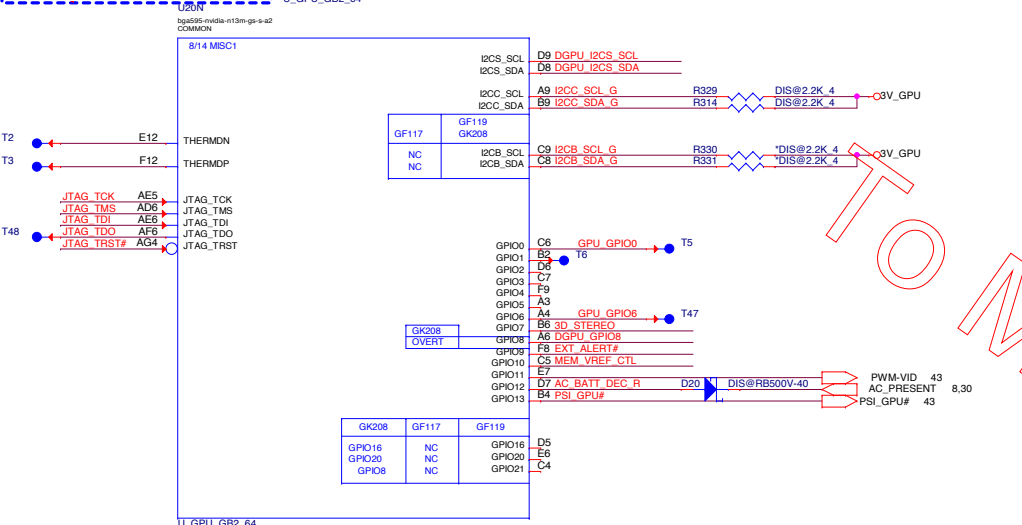 U20N
bga595-nvidia-n13m-gs-s-a2
COMMON
8/14 MISC1
I2CS_SCL D9 DGPU_I2CS_SCL
I2CS_SDA D8 DGPU_I2CS_SDA
I2CC_SCL A9 I2CC_SCL_G R329 DIS@2.2K_4 3V_GPU
I2CC_SDA B9 I2CC_SDA_G R314 DIS@2.2K_4
GF119
GF117 GK208
NC I2CB_SCL C9 I2CB_SCL_G R330 *DIS@2.2K_4 3V_GPU
NC I2CB_SDA C8 I2CB_SDA_G R331 *DIS@2.2K_4
T2 E12 THERMDN
T3 F12 THERMDP
JTAG_TCK AE5 JTAG_TCK
JTAG_TMS AD6 JTAG_TMS
JTAG_TDI AE6 JTAG_TDI
T48 JTAG_TDO AF6 JTAG_TDO
JTAG_TRST# AG4 JTAG_TRST
GPIO0 C6 GPU_GPIO0 T5
GPIO1 B2 T6
GPIO2 D6
GPIO3 C7
GPIO4 F9
GPIO5 A3
GPIO6 A4 GPU_GPIO6 T47
GPIO7 B6 3D_STEREO
GK208 GPIO8 A6 DGPU_GPIO8
OVERT GPIO9 F8 EXT_ALERT#
GPIO10 C5 MEM_VREF_CTL
GPIO11 E7 PWM-VID 43
GPIO12 D7 AC_BATT_DEC_R D20 DIS@RB500V-40 AC_PRESENT 8,30
GPIO13 B4 PSI_GPU# PSI_GPU# 43
GK208 GF117 GF119
GPIO16 NC GPIO16 D5
GPIO20 NC GPIO20 E6
GPIO8 NC GPIO21 C4
U_GPU_GB2_64
TO